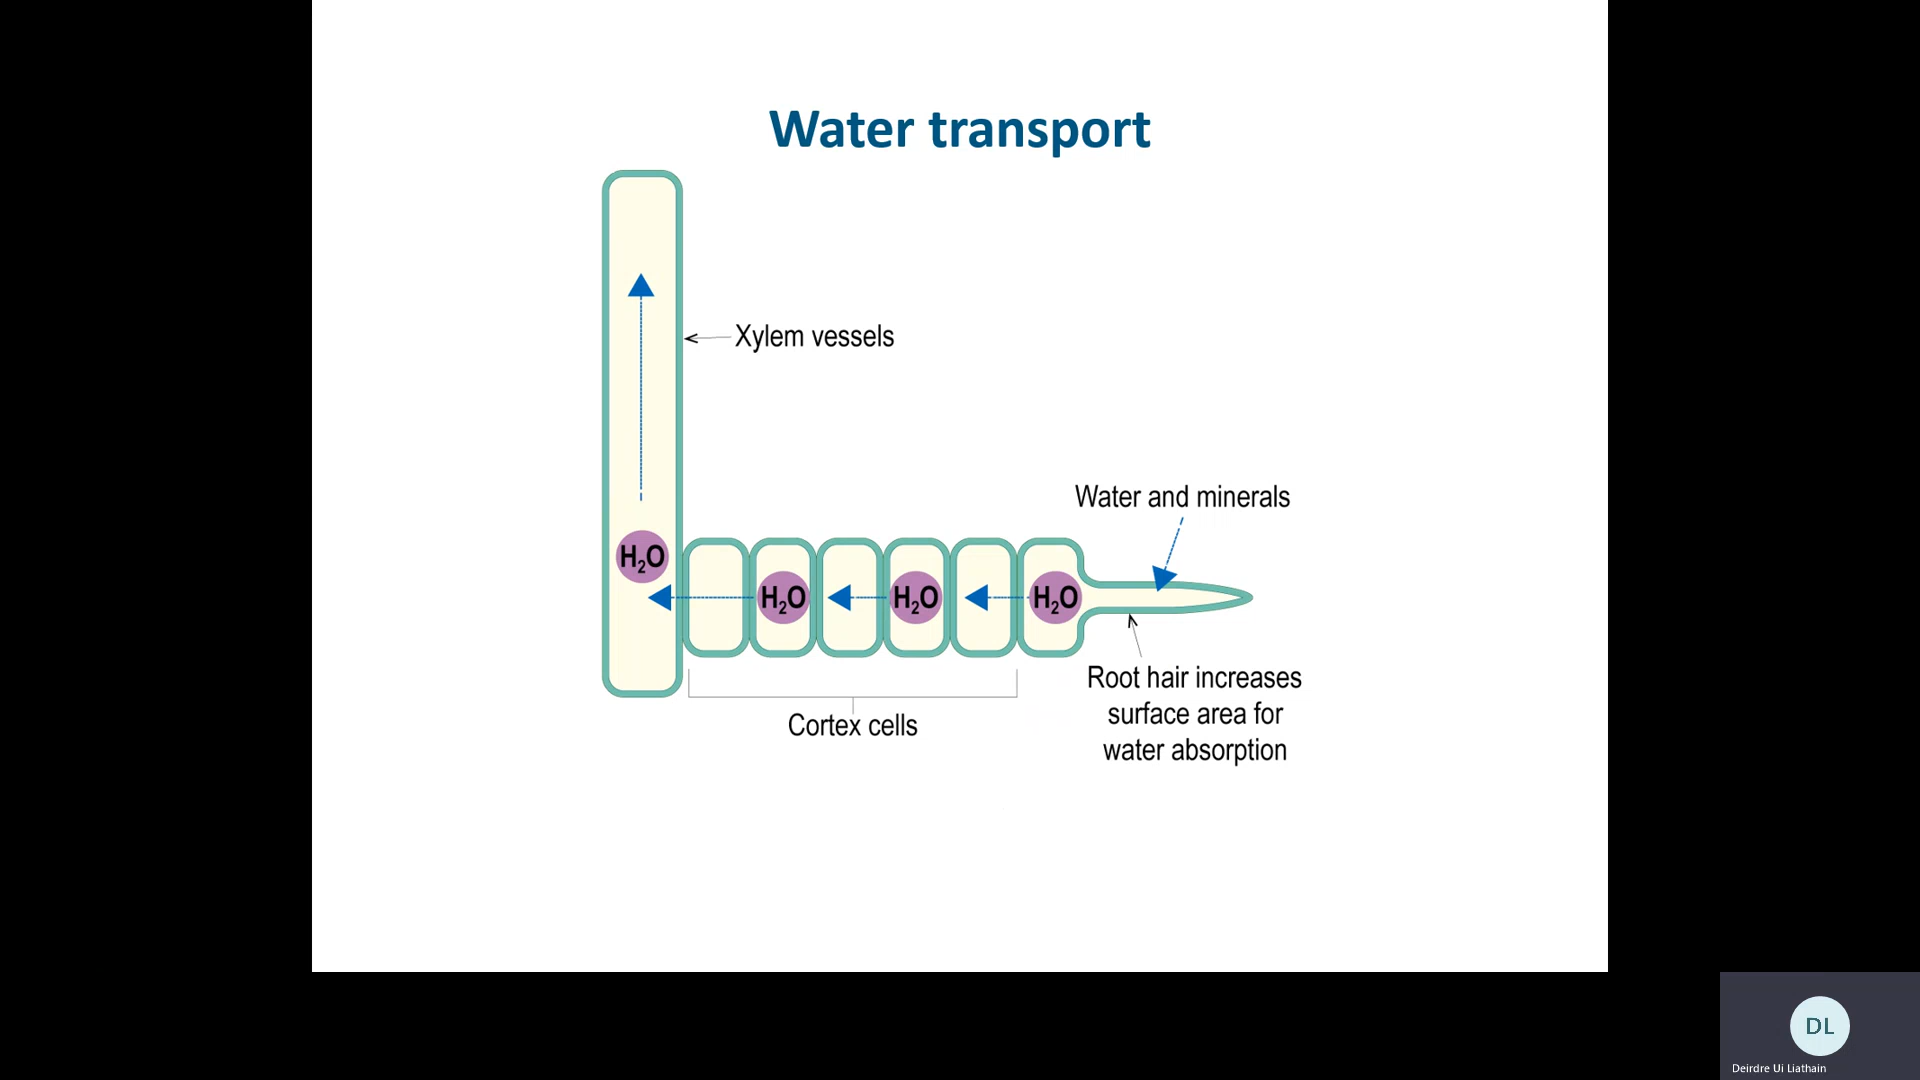 Water transport
Xylem vessels
Water and minerals
H₂O
H₂O
H₂O
H₂O
Root hair increases
surface area for
water absorption
Cortex cells
DL
Deirdre Ui Liathain